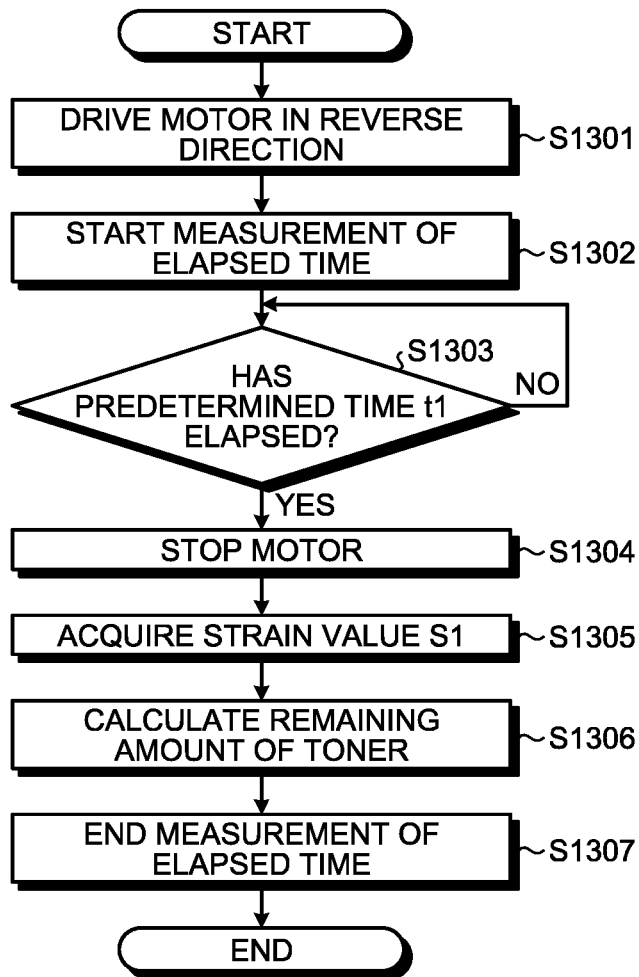 START
DRIVE MOTOR IN REVERSE
DIRECTION
S1301
START MEASUREMENT OF
ELAPSED TIME
S1302
S1303
HAS
PREDETERMINED TIME t1
ELAPSED?
NO
YES
STOP MOTOR
S1304
ACQUIRE STRAIN VALUE S1
S1305
CALCULATE REMAINING
AMOUNT OF TONER
S1306
END MEASUREMENT OF
ELAPSED TIME
S1307
END